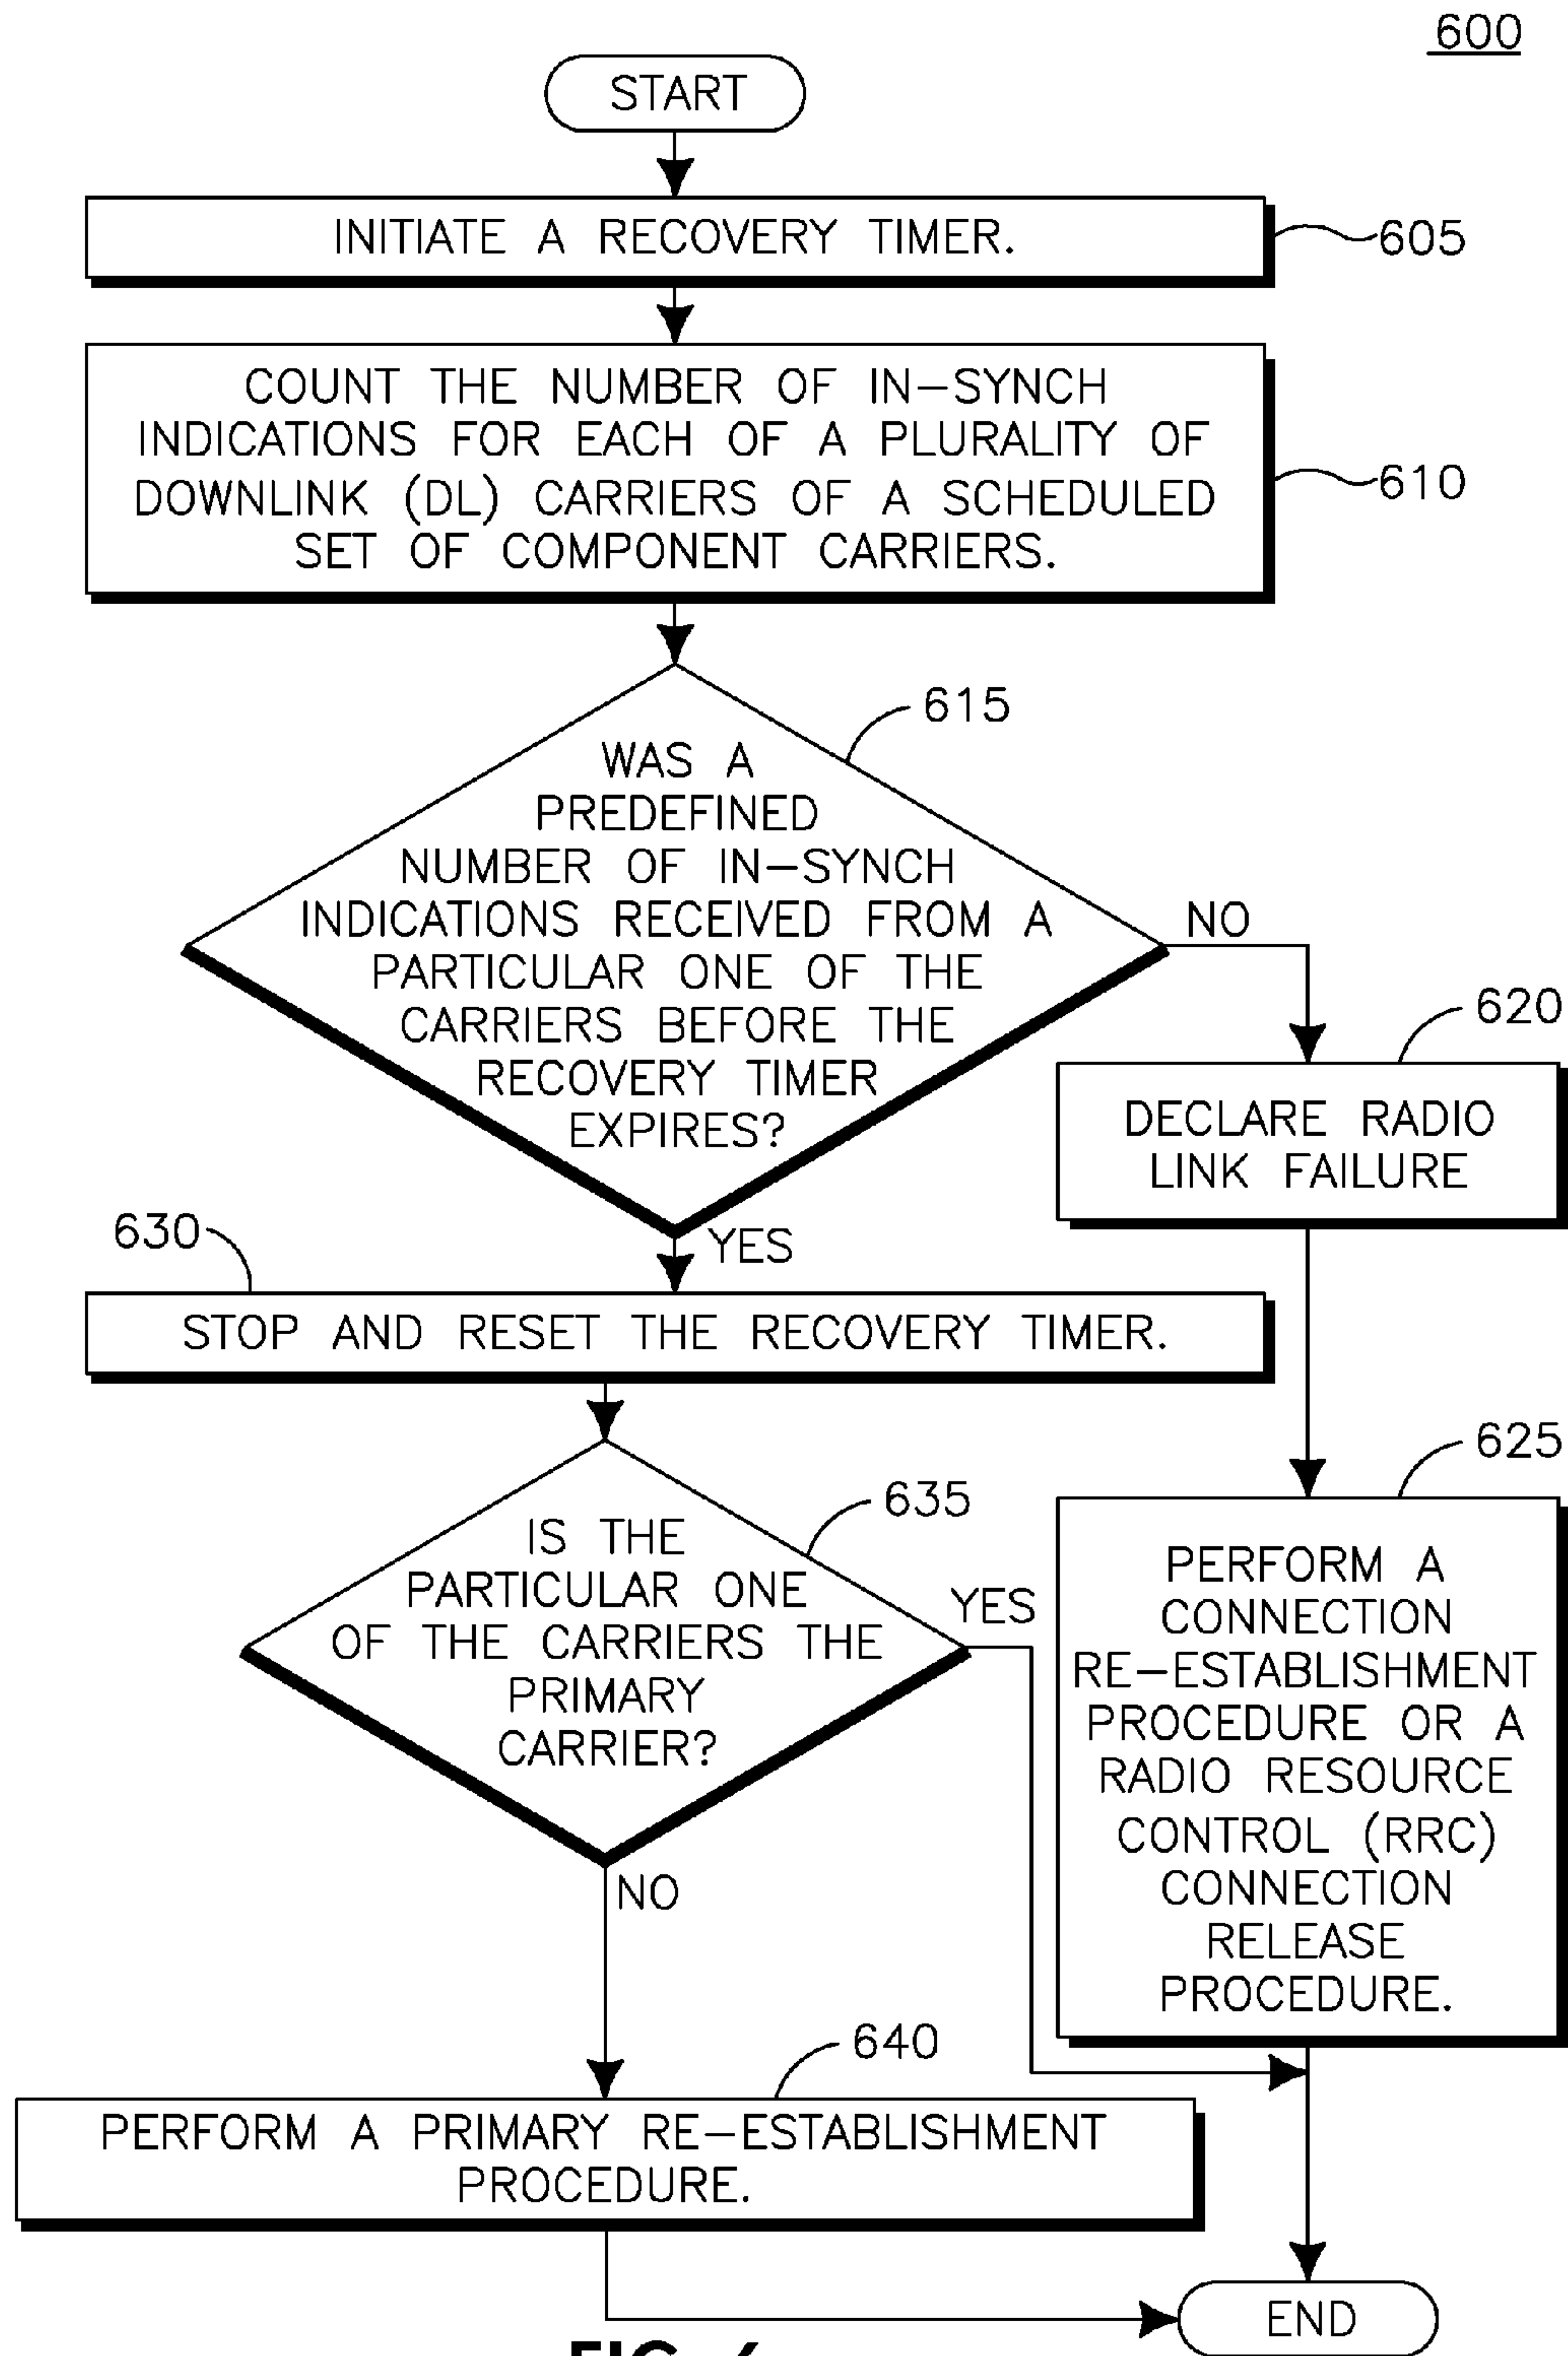 600
START
INITIATE A RECOVERY TIMER.
605
COUNT THE NUMBER OF IN-SYNCH
INDICATIONS FOR EACH OF A PLURALITY OF
DOWNLINK (DL) CARRIERS OF A SCHEDULED
SET OF COMPONENT CARRIERS.
610
615
WAS A
PREDEFINED
NUMBER OF IN-SYNCH
INDICATIONS RECEIVED FROM A
PARTICULAR ONE OF THE
CARRIERS BEFORE THE
RECOVERY TIMER
EXPIRES?
NO
620
DECLARE RADIO
LINK FAILURE
YES
630
STOP AND RESET THE RECOVERY TIMER.
635
IS THE
PARTICULAR ONE
OF THE CARRIERS THE
PRIMARY
CARRIER?
YES
NO
625
PERFORM A
CONNECTION
RE-ESTABLISHMENT
PROCEDURE OR A
RADIO RESOURCE
CONTROL (RRC)
CONNECTION
RELEASE
PROCEDURE.
640
PERFORM A PRIMARY RE-ESTABLISHMENT
PROCEDURE.
END